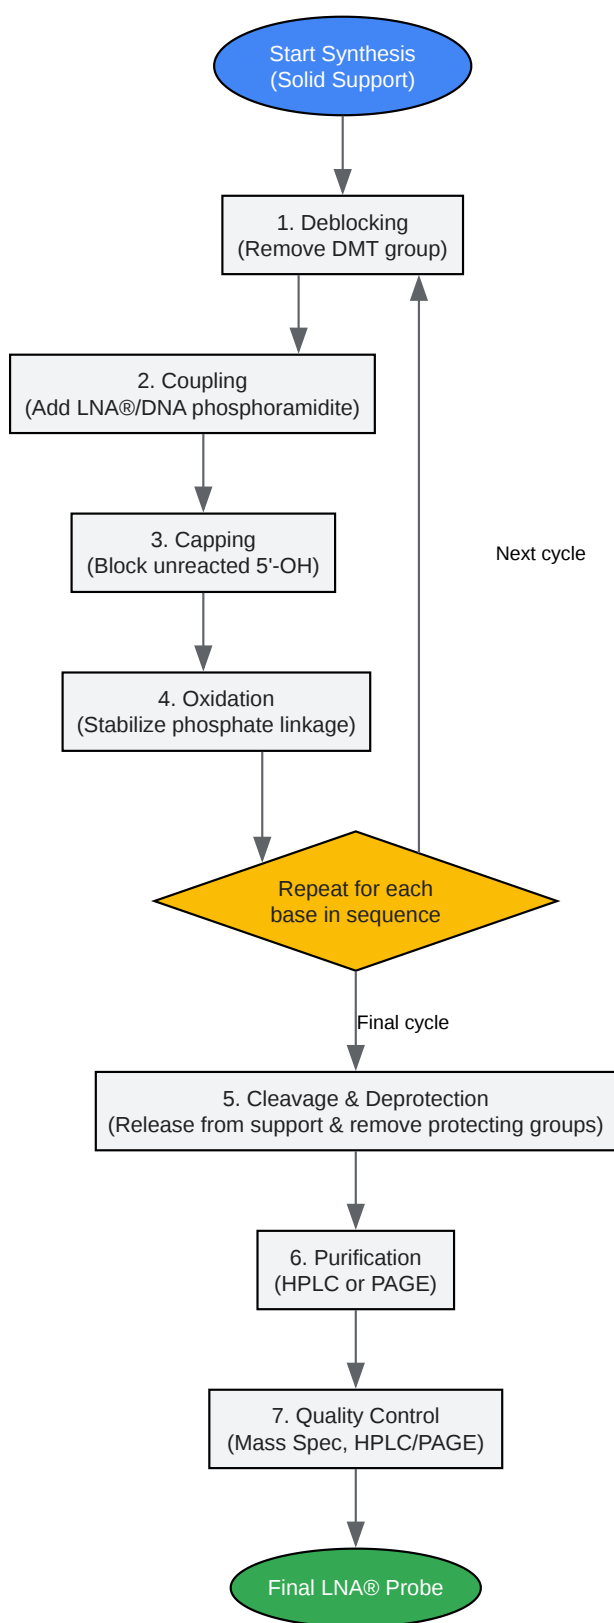 Start Synthesis
(Solid Support)
1. Deblocking
(Remove DMT group)
2. Coupling
(Add LNA®/DNA phosphoramidite)
3. Capping
(Block unreacted 5'-OH)
Next cycle
4. Oxidation
(Stabilize phosphate linkage)
Repeat for each
base in sequence
Final cycle
5. Cleavage & Deprotection
(Release from support & remove protecting groups)
6. Purification
(HPLC or PAGE)
7. Quality Control
(Mass Spec, HPLC/PAGE)
Final LNA® Probe